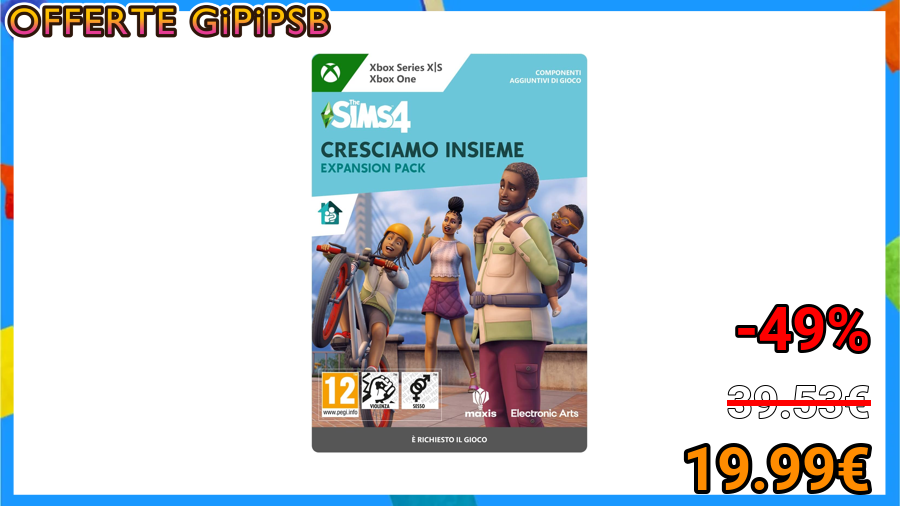 OFFERTE GiPiPSB
Xbox Series X|S
Xbox One
COMPONENTI
AGGIUNTIVI DI GIOCO
The
SIMS4
CRESCIAMO INSIEME
EXPANSION PACK
12
www.pegi.info
VIOLENZA
SESSO
maxis
Electronic Arts
È RICHIESTO IL GIOCO
-49%
39.53€
19.99€